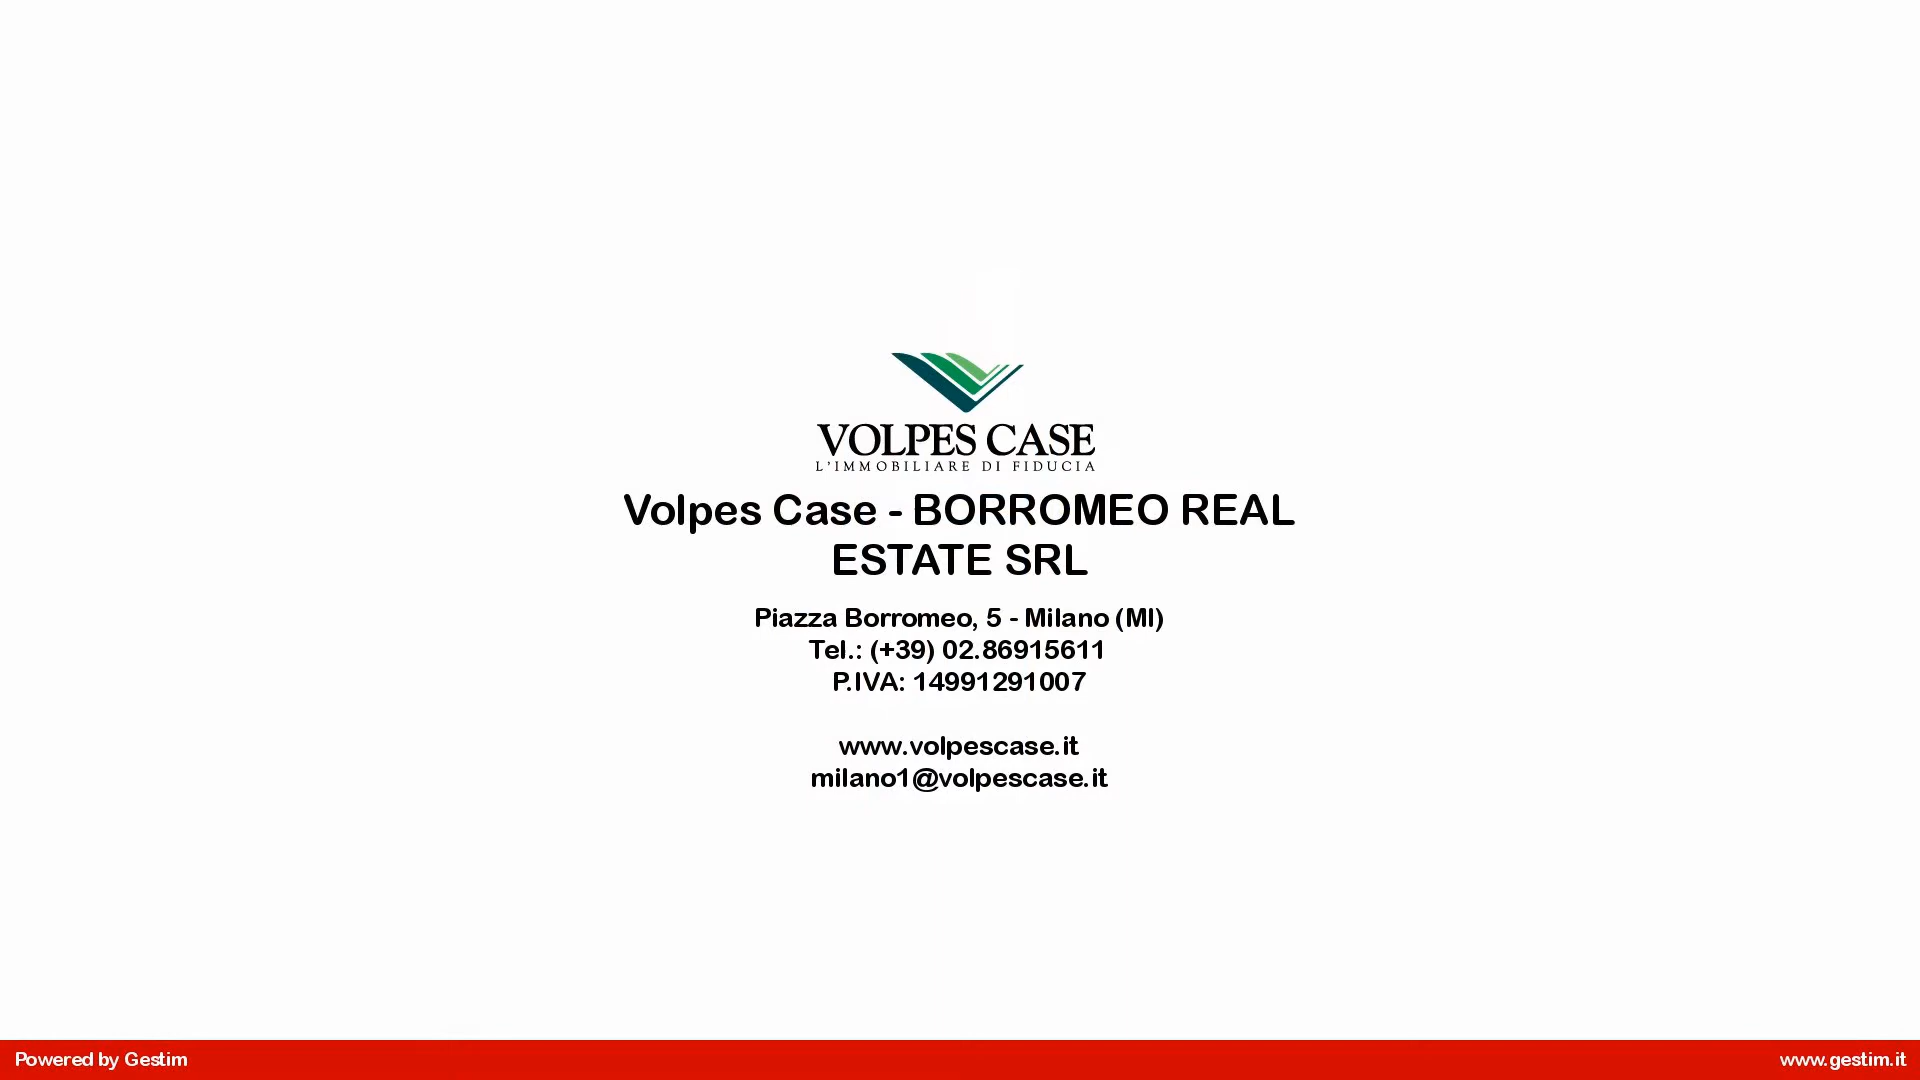 VOLPES CASE
L'IMMOBILIARE DI FIDUCIA
Volpes Case - BORROMEO REAL
ESTATE SRL
Piazza Borromeo, 5 - Milano (MI)
Tel.: (+39) 02.86915611
P.IVA: 14991291007
www.volpescase.it
milano1@volpescase.it
Powered by Gestim
www.gestim.it